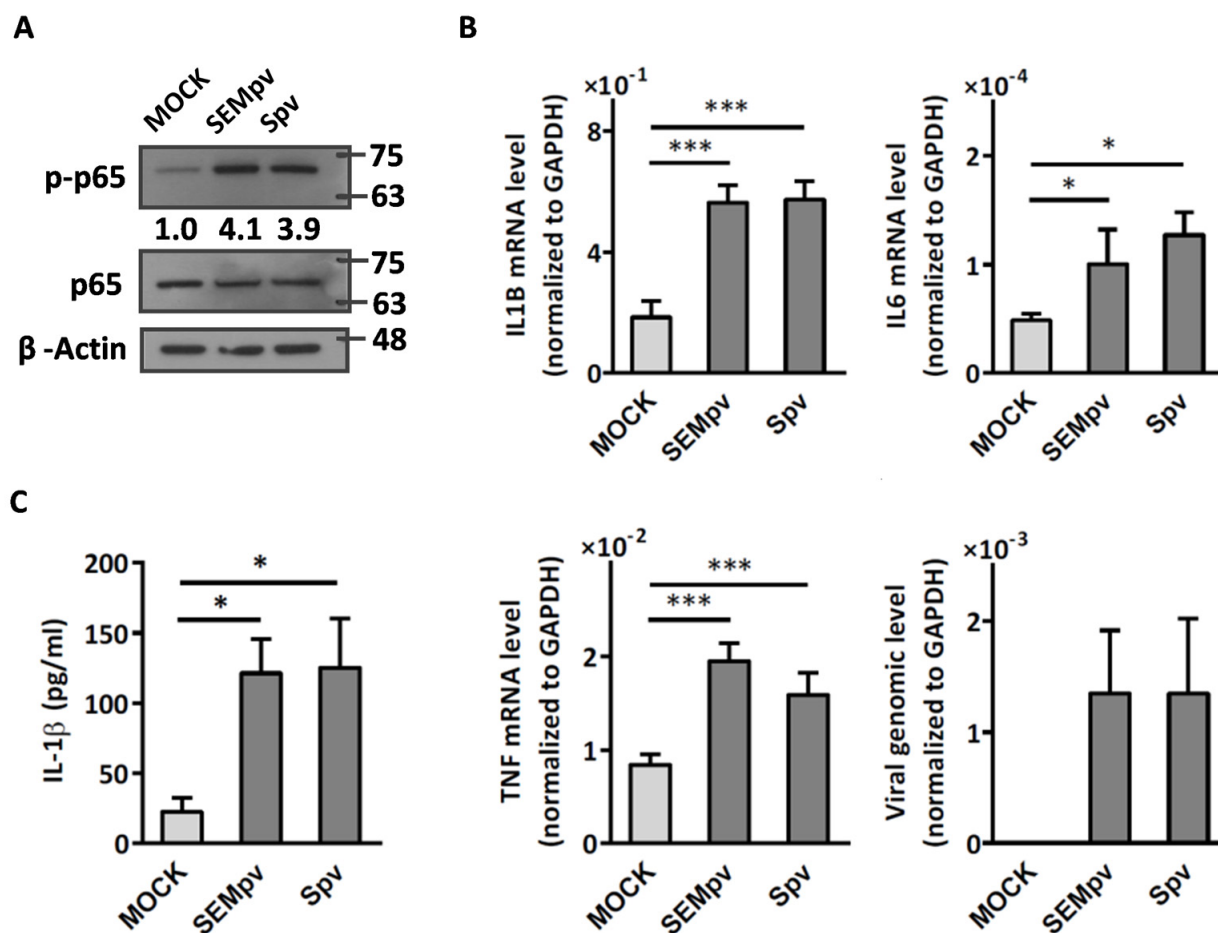 A
MOCK
SEMpv
Spv
p-p65
75
63
1.0 4.1 3.9
p65
75
63
β -Actin
48
B
×10-1
IL1B mRNA level
(normalized to GAPDH)
8
4
0
***
***
MOCK
SEMpv
Spv
×10-4
IL6 mRNA level
(normalized to GAPDH)
2
1
0
*
*
MOCK
SEMpv
Spv
C
IL-1β (pg/ml)
200
150
100
50
0
*
*
MOCK
SEMpv
Spv
×10-2
TNF mRNA level
(normalized to GAPDH)
2
1
0
***
***
MOCK
SEMpv
Spv
×10-3
Viral genomic level
(normalized to GAPDH)
2
1
0
MOCK
SEMpv
Spv